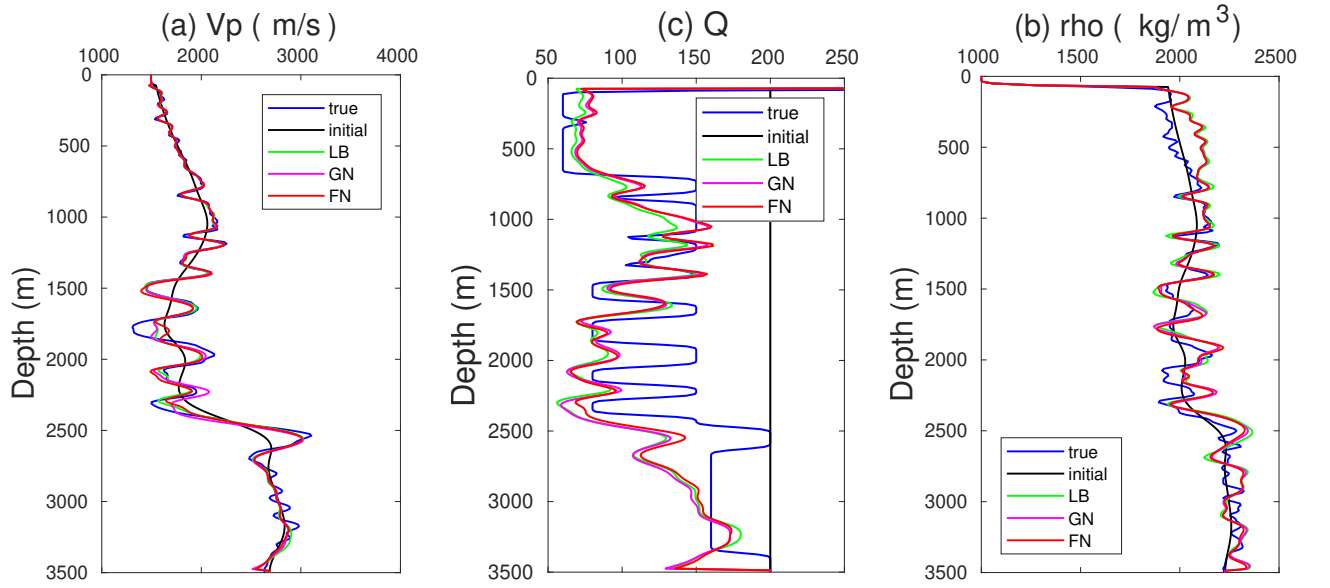 (a) Vp ( m/s)
1000 2000 3000 4000
0
500
1000
1500
2000
2500
3000
3500
Depth (m)
true
initial
LB
GN
FN
(c) Q
50 100 150 200 250
0
500
1000
1500
2000
2500
3000
3500
Depth (m)
true
initial
LB
GN
FN
(b) rho ( kg/ m³)
1000 1500 2000 2500
0
500
1000
1500
2000
2500
3000
3500
Depth (m)
true
initial
LB
GN
FN